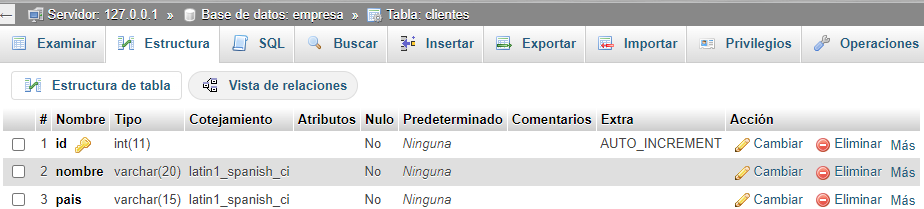 Servidor: 127.0.0.1 » Base de datos: empresa » Tabla: clientes
Examinar Estructura SQL Buscar Insertar Exportar Importar Privilegios Operaciones
Estructura de tabla Vista de relaciones
# Nombre Tipo Cotejamiento Atributos Nulo Predeterminado Comentarios Extra Acción
1 id int(11) No Ninguna AUTO_INCREMENT Cambiar Eliminar Más
2 nombre varchar(20) latin1_spanish_ci No Ninguna Cambiar Eliminar Más
3 pais varchar(15) latin1_spanish_ci No Ninguna Cambiar Eliminar Más